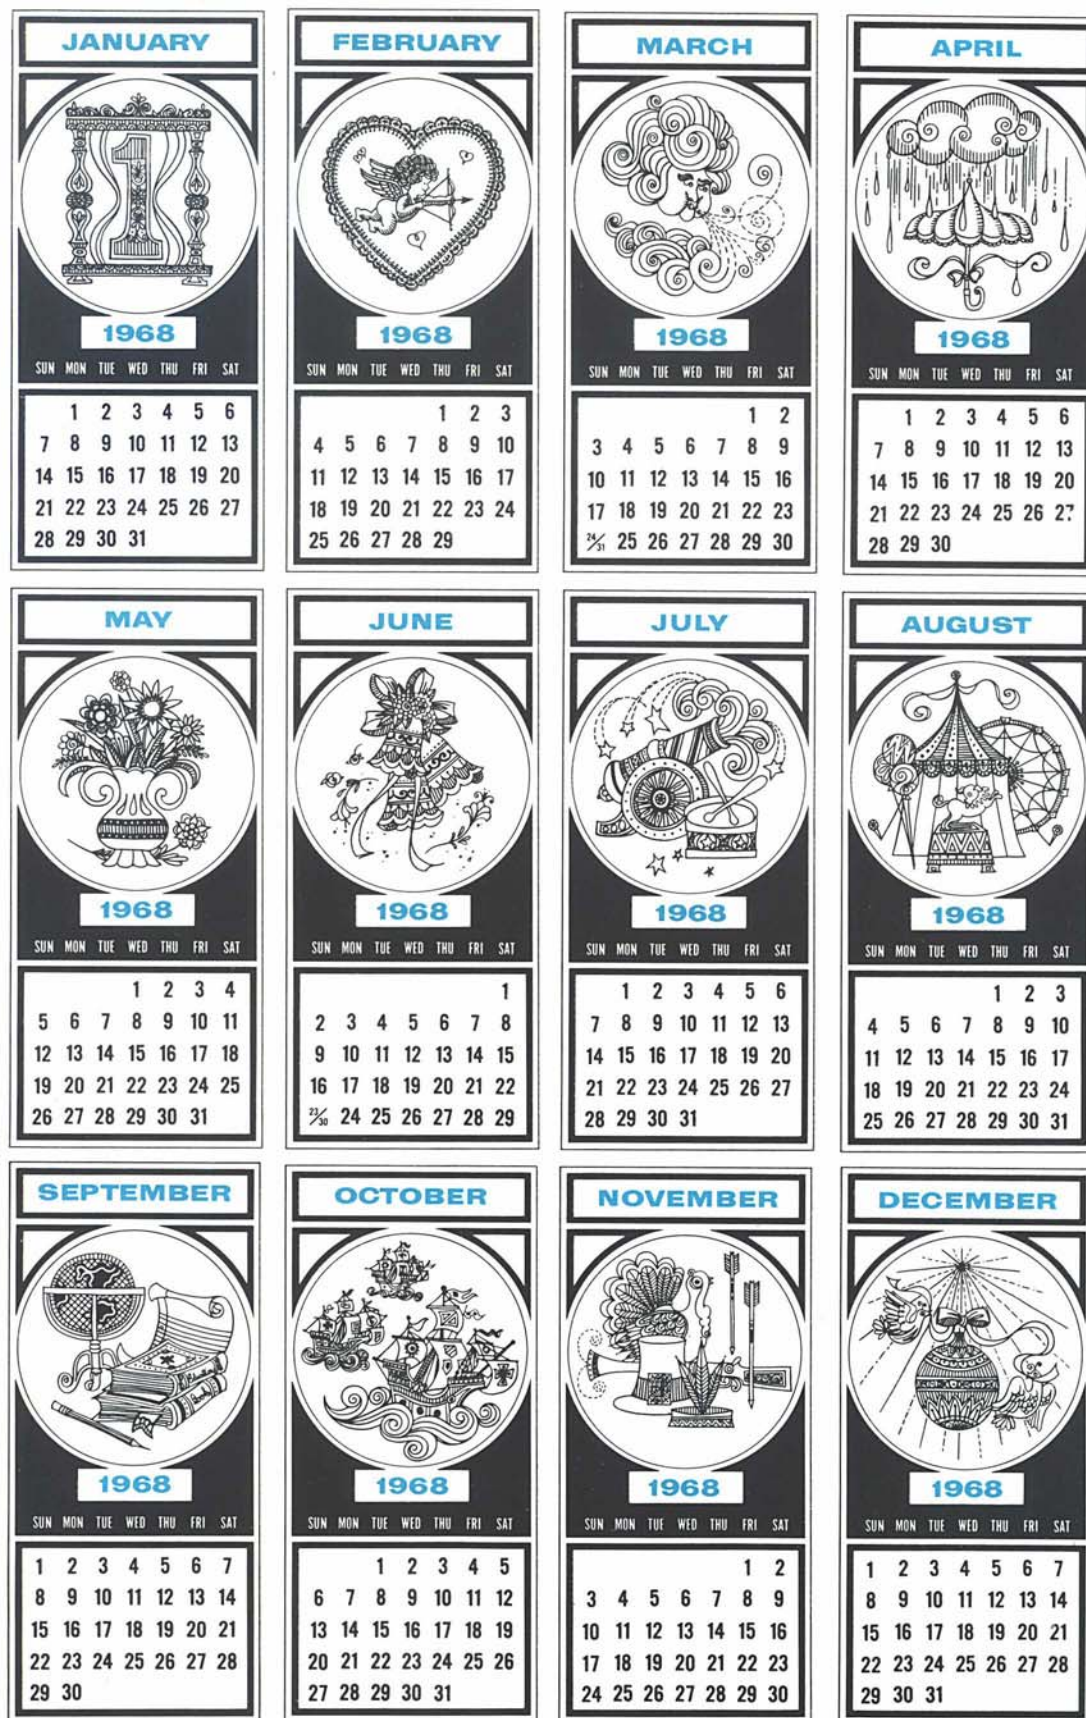 JANUARY
1
1968
SUN MON TUE WED THU FRI SAT
1 2 3 4 5 6
7 8 9 10 11 12 13
14 15 16 17 18 19 20
21 22 23 24 25 26 27
28 29 30 31
FEBRUARY
1968
SUN MON TUE WED THU FRI SAT
1 2 3
4 5 6 7 8 9 10
11 12 13 14 15 16 17
18 19 20 21 22 23 24
25 26 27 28 29
MARCH
1968
SUN MON TUE WED THU FRI SAT
1 2
3 4 5 6 7 8 9
10 11 12 13 14 15 16
17 18 19 20 21 22 23
24/31 25 26 27 28 29 30
APRIL
1968
SUN MON TUE WED THU FRI SAT
1 2 3 4 5 6
7 8 9 10 11 12 13
14 15 16 17 18 19 20
21 22 23 24 25 26 27
28 29 30
MAY
1968
SUN MON TUE WED THU FRI SAT
1 2 3 4
5 6 7 8 9 10 11
12 13 14 15 16 17 18
19 20 21 22 23 24 25
26 27 28 29 30 31
JUNE
1968
SUN MON TUE WED THU FRI SAT
1
2 3 4 5 6 7 8
9 10 11 12 13 14 15
16 17 18 19 20 21 22
23/30 24 25 26 27 28 29
JULY
1968
SUN MON TUE WED THU FRI SAT
1 2 3 4 5 6
7 8 9 10 11 12 13
14 15 16 17 18 19 20
21 22 23 24 25 26 27
28 29 30 31
AUGUST
1968
SUN MON TUE WED THU FRI SAT
1 2 3
4 5 6 7 8 9 10
11 12 13 14 15 16 17
18 19 20 21 22 23 24
25 26 27 28 29 30 31
SEPTEMBER
1968
SUN MON TUE WED THU FRI SAT
1 2 3 4 5 6 7
8 9 10 11 12 13 14
15 16 17 18 19 20 21
22 23 24 25 26 27 28
29 30
OCTOBER
1968
SUN MON TUE WED THU FRI SAT
1 2 3 4 5
6 7 8 9 10 11 12
13 14 15 16 17 18 19
20 21 22 23 24 25 26
27 28 29 30 31
NOVEMBER
1968
SUN MON TUE WED THU FRI SAT
1 2
3 4 5 6 7 8 9
10 11 12 13 14 15 16
17 18 19 20 21 22 23
24 25 26 27 28 29 30
DECEMBER
1968
SUN MON TUE WED THU FRI SAT
1 2 3 4 5 6 7
8 9 10 11 12 13 14
15 16 17 18 19 20 21
22 23 24 25 26 27 28
29 30 31